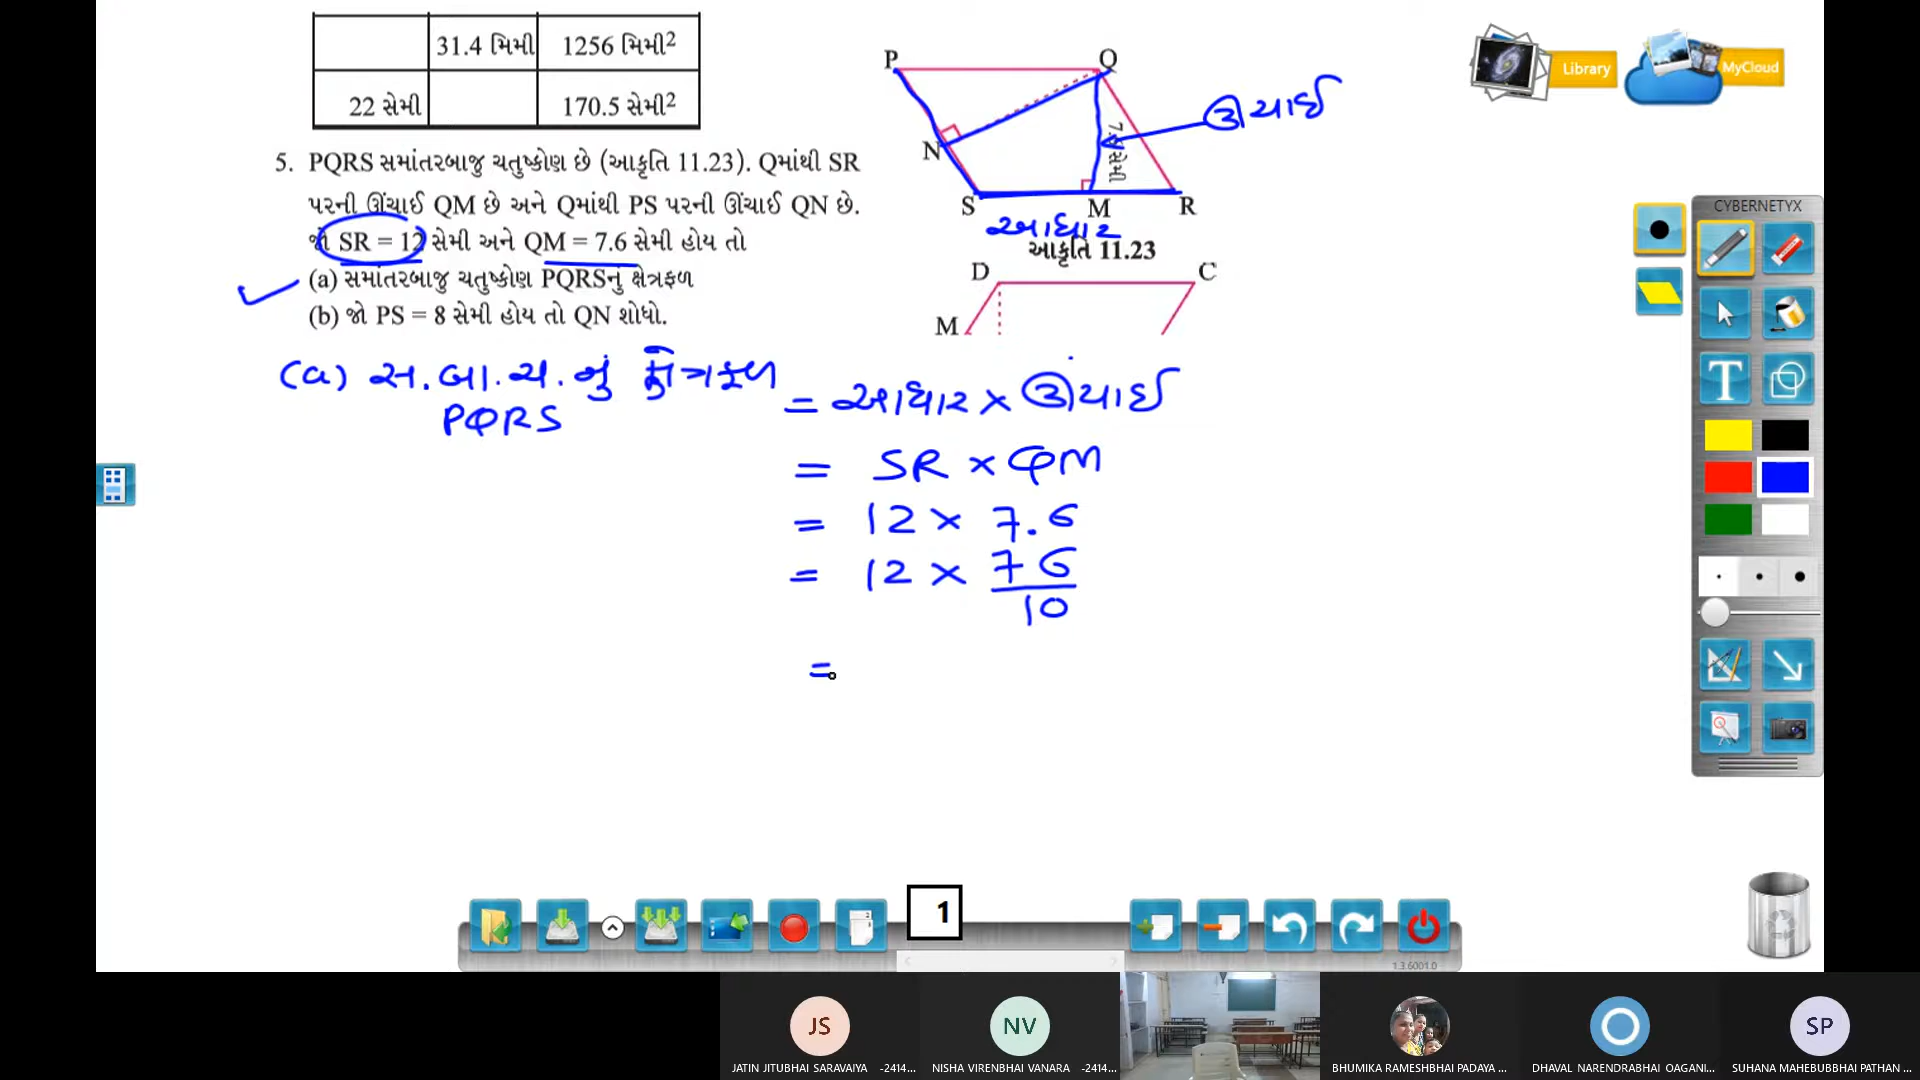 31.4 મિમી 1256 મિમી²
22 સેમી 170.5 સેમી²
5. PQRS સમાંતરબાજુ ચતુષ્કોણ છે (આકૃતિ 11.23). Qમાંથી SR
પરની ઊંચાઈ QM છે અને Qમાંથી PS પરની ઊંચાઈ QN છે.
જો SR = 12 સેમી અને QM = 7.6 સેમી હોય તો
(a) સમાંતરબાજુ ચતુષ્કોણ PQRSનું ક્ષેત્રફળ
(b) જો PS = 8 સેમી હોય તો QN શોધો.
P Q
ઊંચાઈ
N
સેમી
S M R
આધાર
આકૃતિ 11.23
D C
M
(a) સ.બા.ચ.નું ક્ષેત્રફળ
PQRS
= આધાર × ઊંચાઈ
= SR × QM
= 12 × 7.6
= 12 × 76
10
=
Library
MyCloud
CYBERNETYX
T
1
1.3.6001.0
JS
NV
SP
JATIN JITUBHAI SARAVAIYA -2414...
NISHA VIRENBHAI VANARA -2414...
BHUMIKA RAMESHBHAI PADAYA ...
DHAVAL NARENDRABHAI OAGANI...
SUHANA MAHEBUBBHAI PATHAN ...